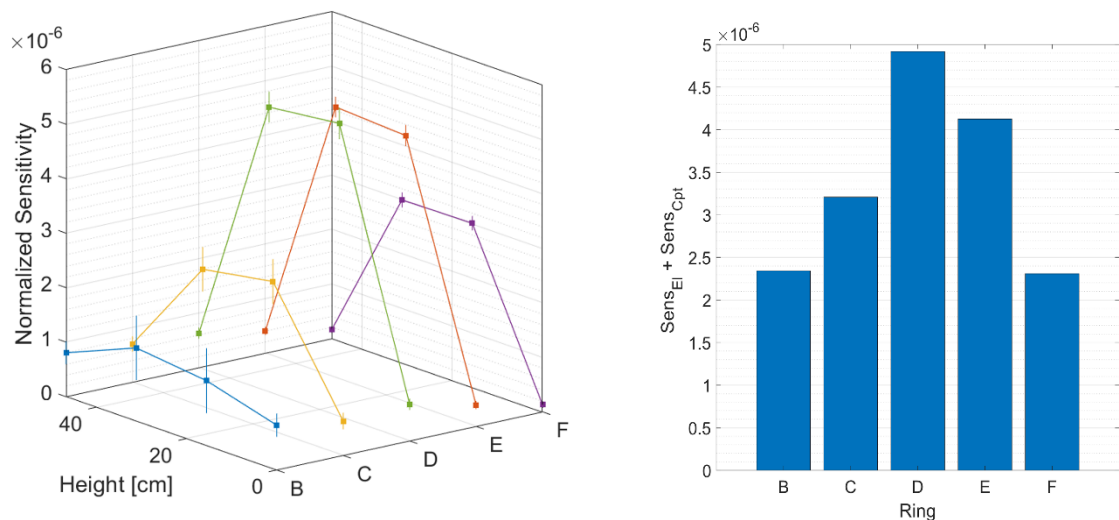 ×10⁻⁶
6
5
4
3
2
1
0
Normalized Sensitivity
40
20
0
Height [cm]
B
C
D
E
F
×10⁻⁶
5
4.5
4
3.5
3
2.5
2
1.5
1
0.5
0
Sens_El + Sens_Cpt
B C D E F
Ring